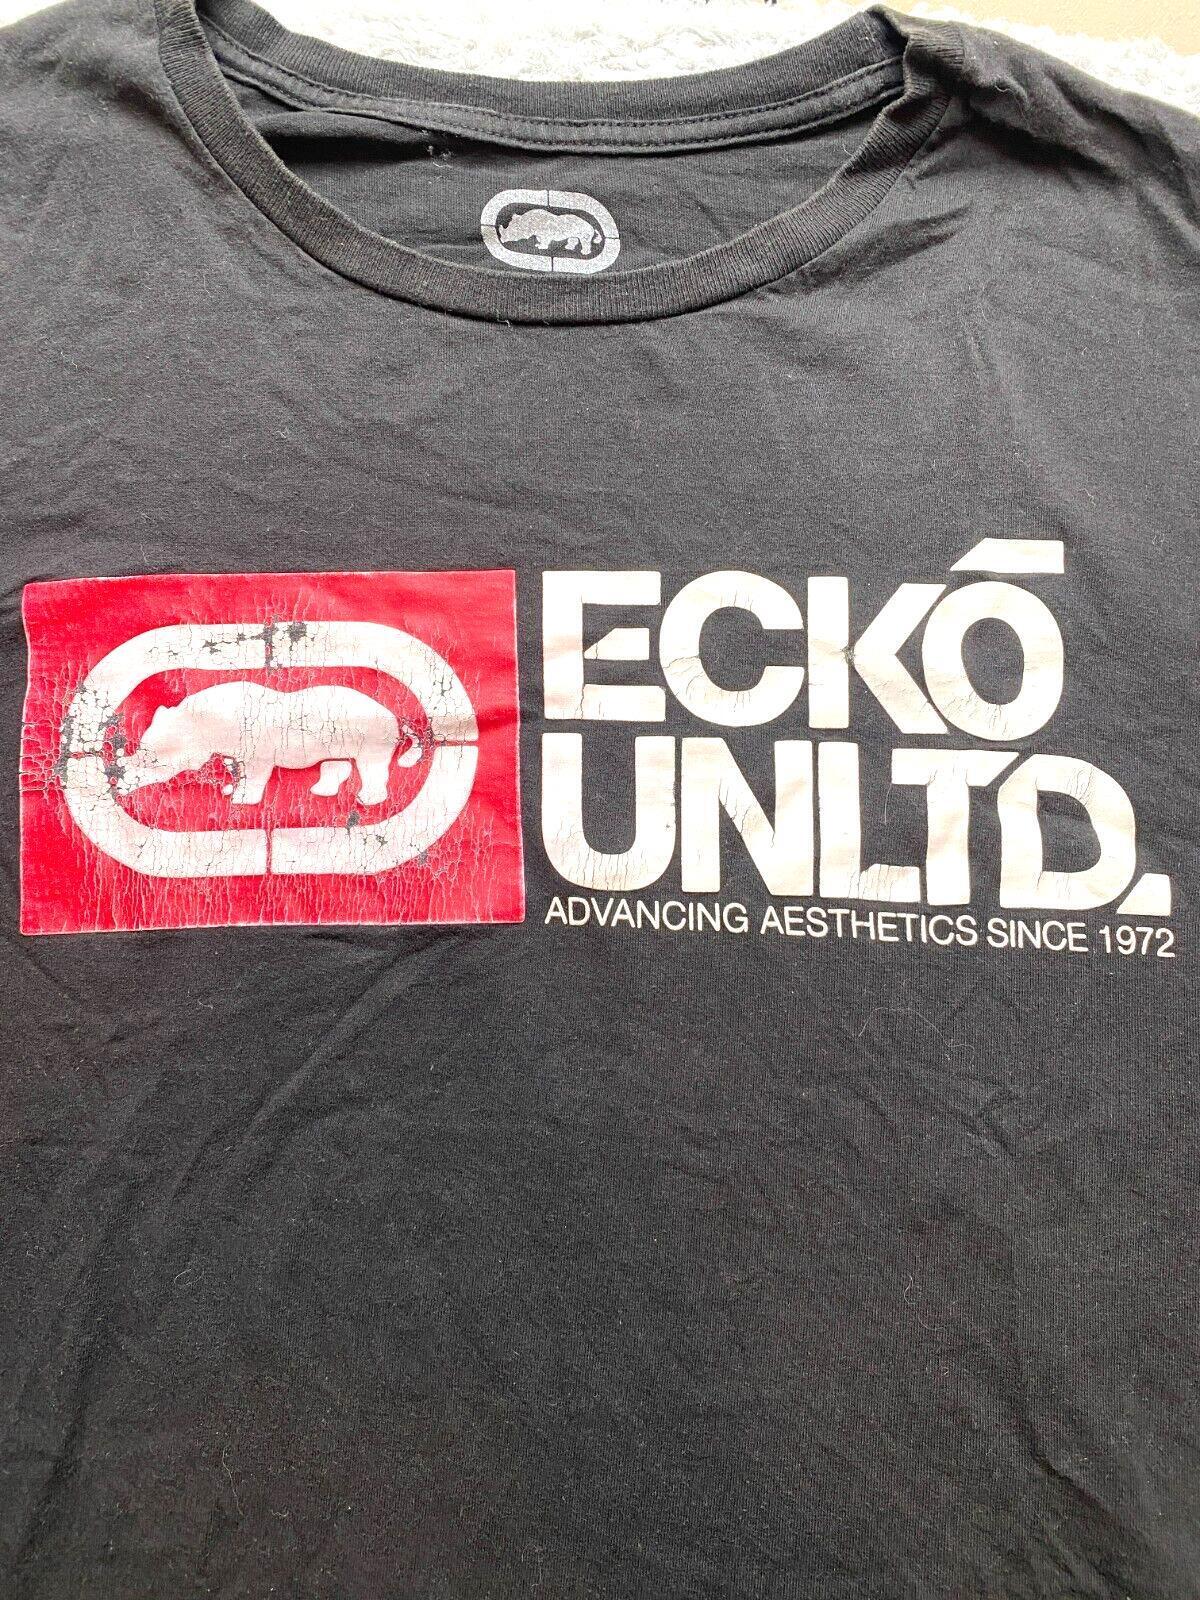 ECKŌ
UNLTD.
ADVANCING AESTHETICS SINCE 1972